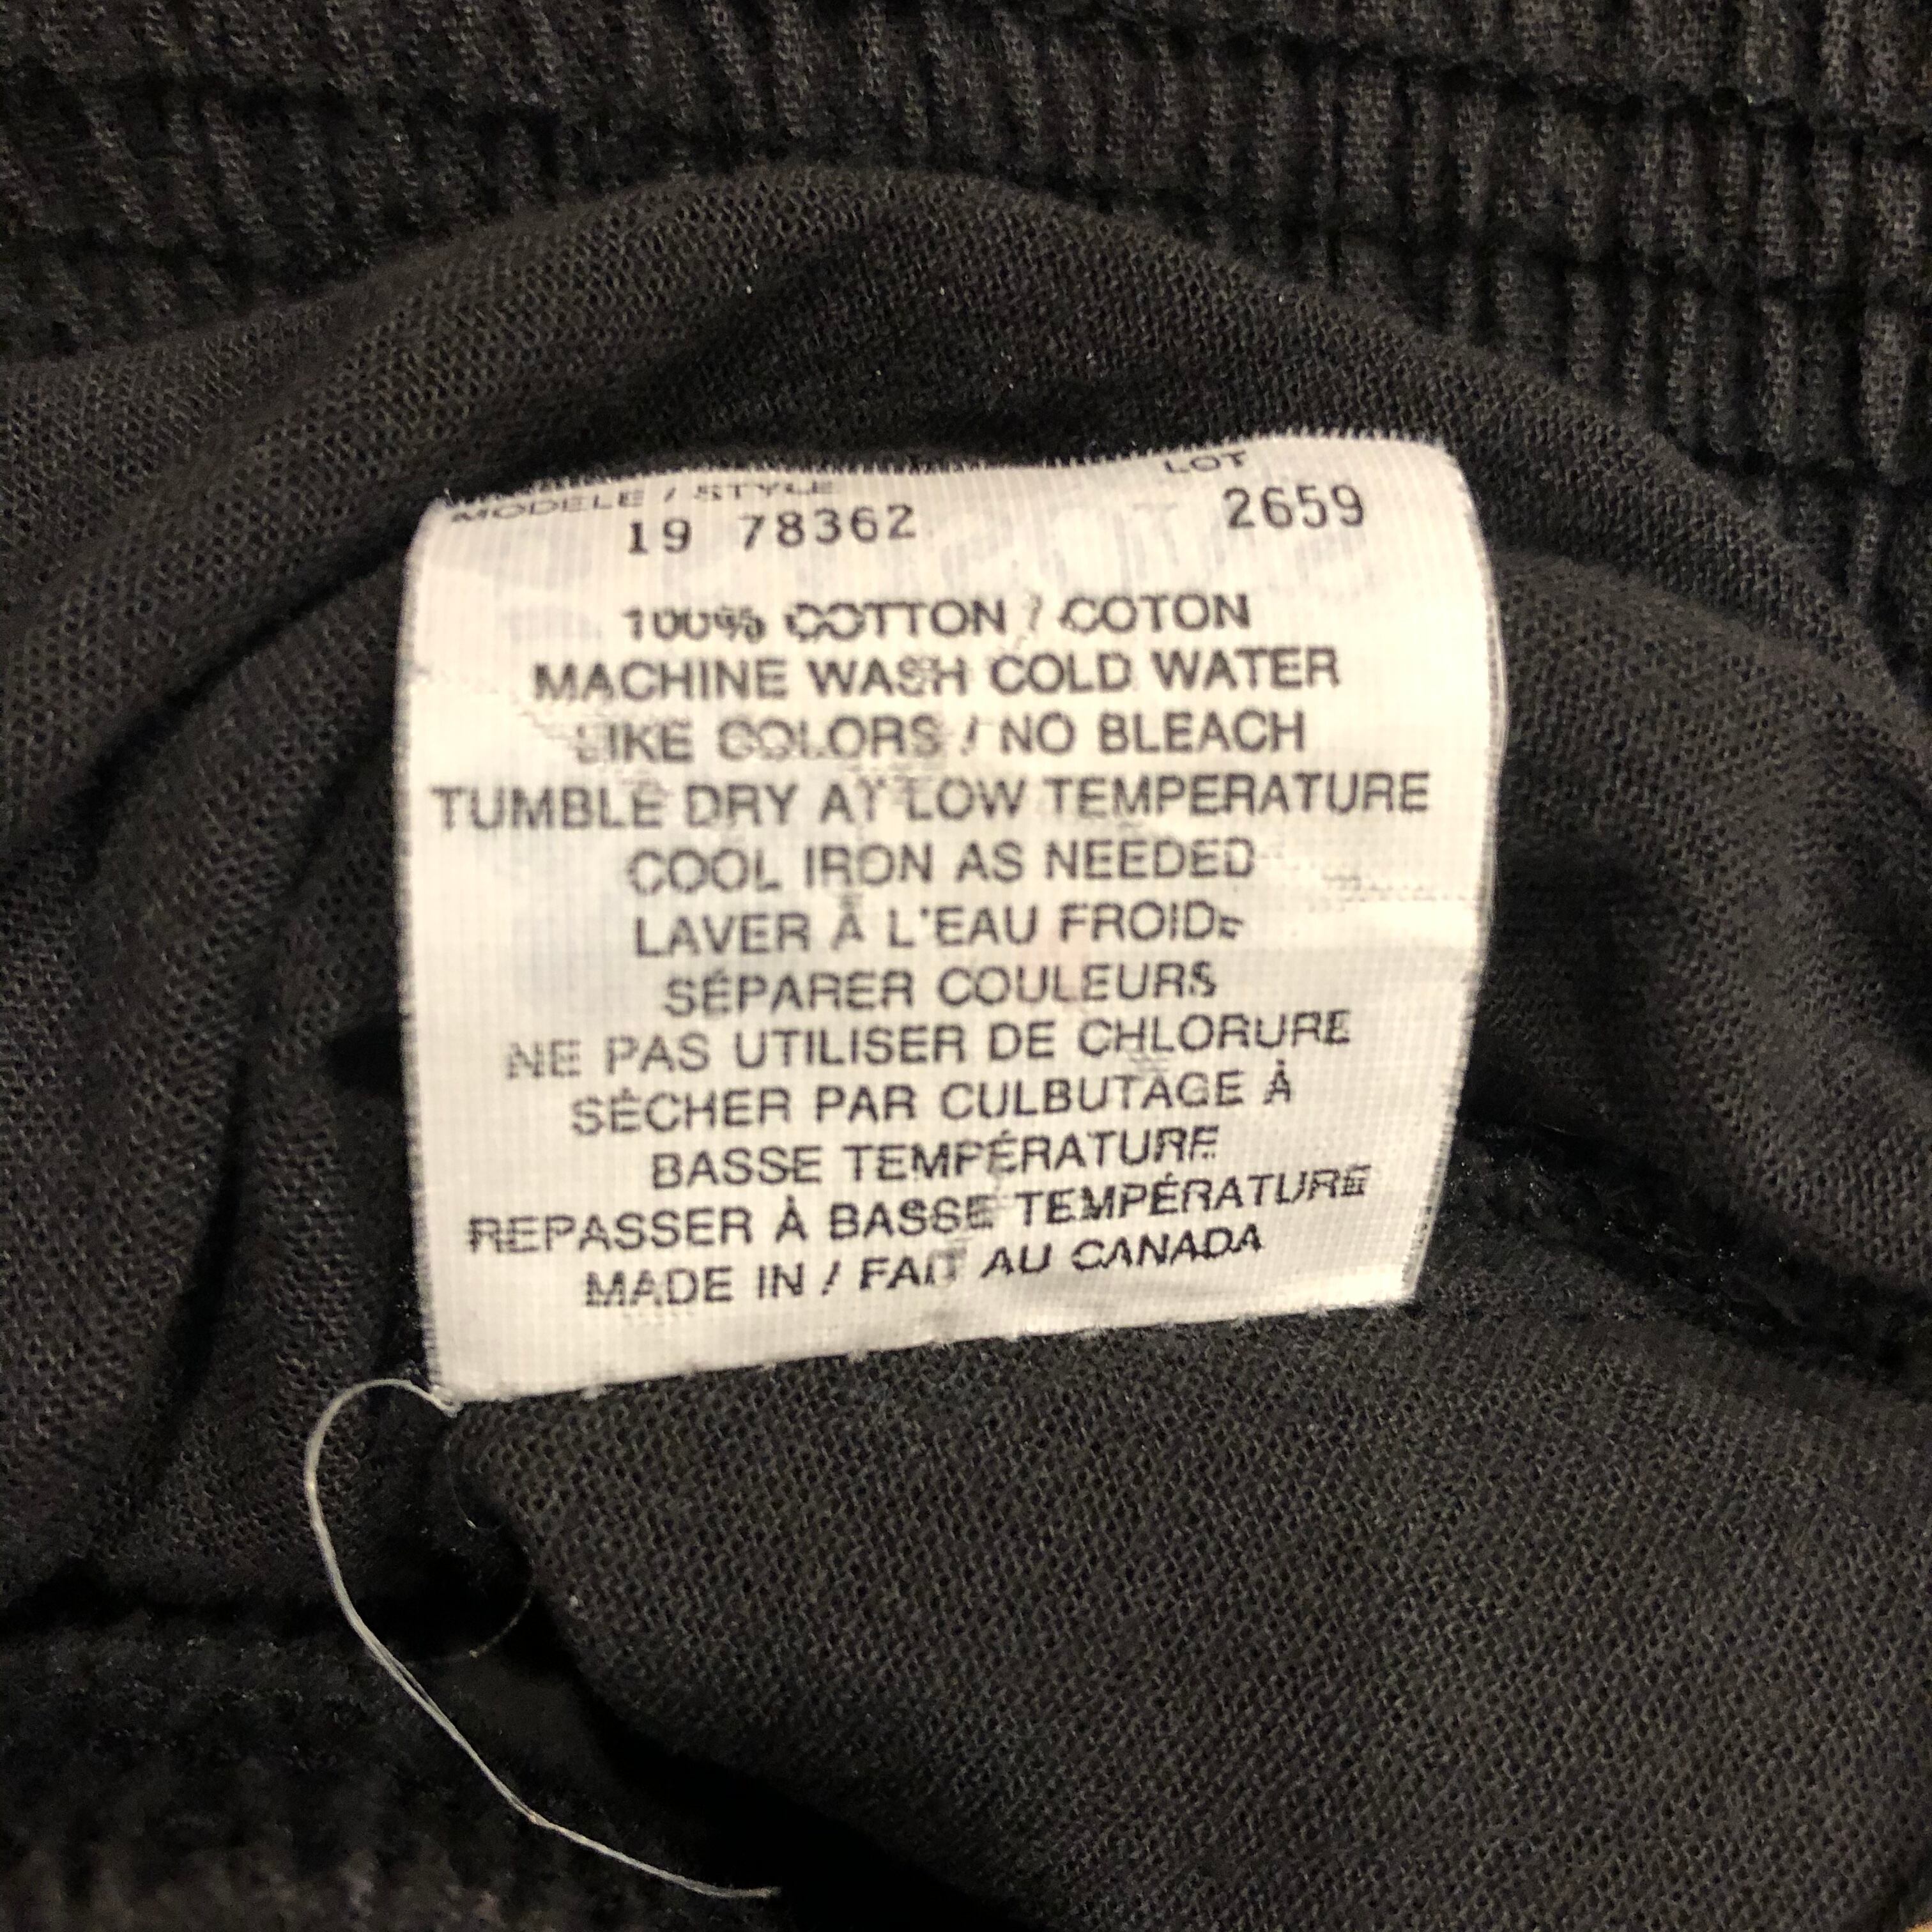 MODELE / STYLE LOT
19 78362 2659
100% COTTON / COTON
MACHINE WASH COLD WATER
LIKE COLORS / NO BLEACH
TUMBLE DRY AT LOW TEMPERATURE
COOL IRON AS NEEDED
LAVER À L'EAU FROIDE
SÉPARER COULEURS
NE PAS UTILISER DE CHLORURE
SÉCHER PAR CULBUTAGE À
BASSE TEMPÉRATURE
REPASSER À BASSE TEMPÉRATURE
MADE IN / FAIT AU CANADA